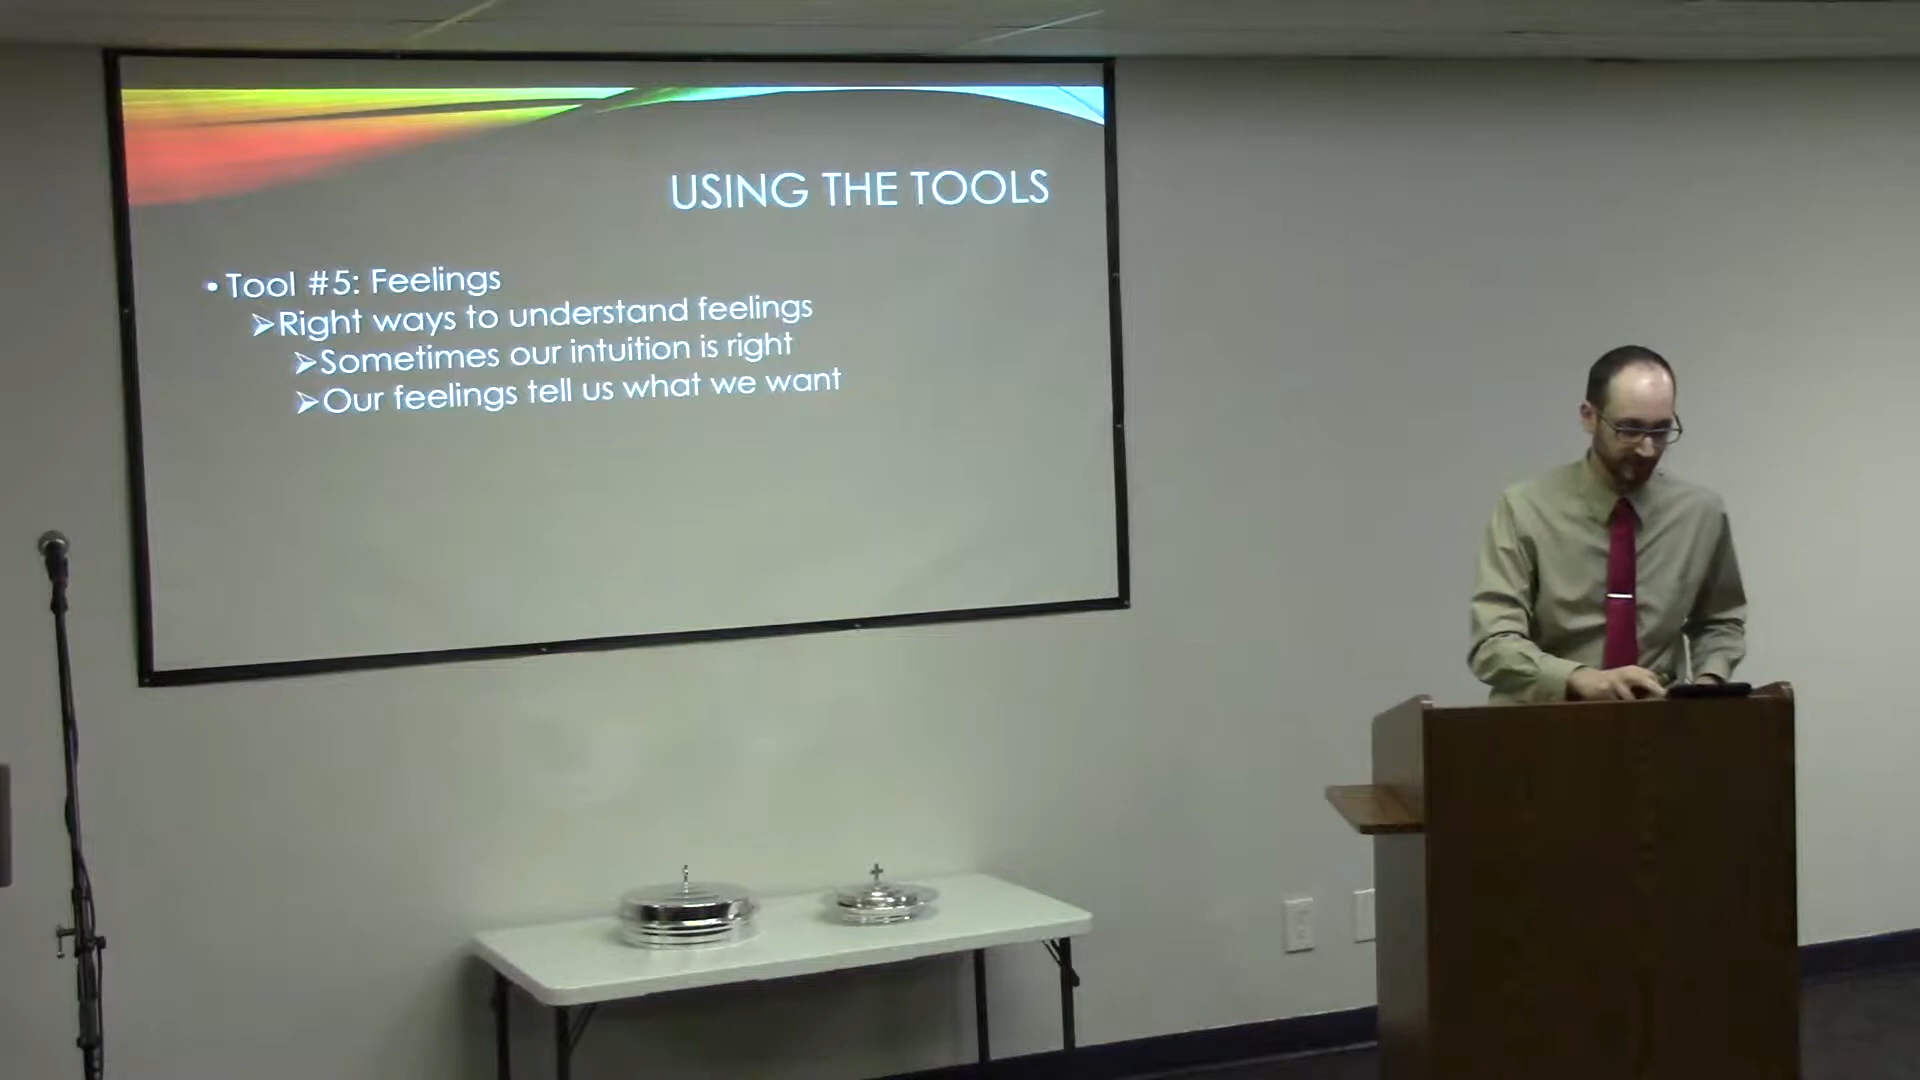 USING THE TOOLS
• Tool #5: Feelings
➢Right ways to understand feelings
➢Sometimes our intuition is right
➢Our feelings tell us what we want